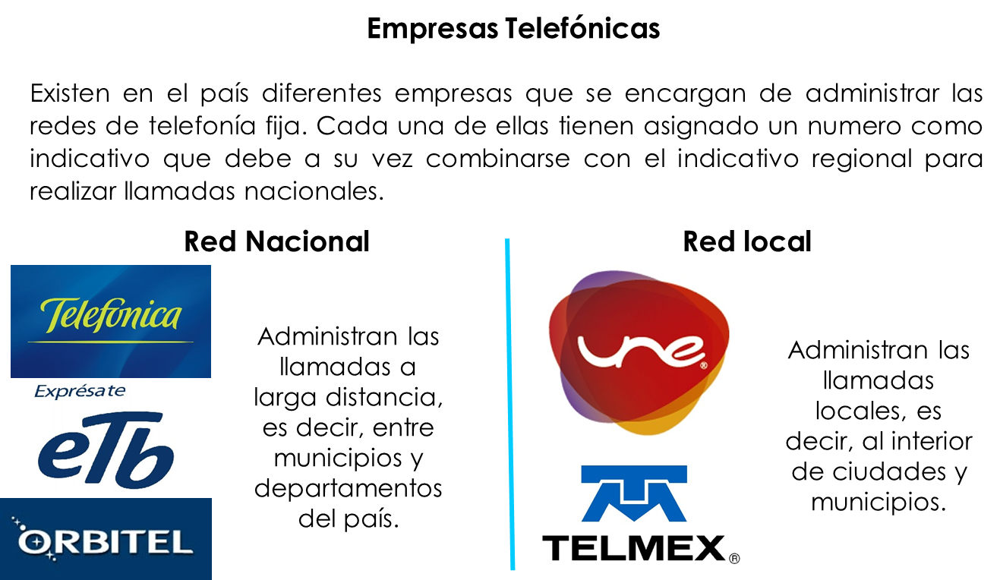 Empresas Telefónicas
Existen en el país diferentes empresas que se encargan de administrar las
redes de telefonía fija. Cada una de ellas tienen asignado un numero como
indicativo que debe a su vez combinarse con el indicativo regional para
realizar llamadas nacionales.
Red Nacional
Telefónica
Exprésate
eTb
ORBITEL
Administran las
llamadas a
larga distancia,
es decir, entre
municipios y
departamentos
del país.
Red local
une®
TELMEX®
Administran las
llamadas
locales, es
decir, al interior
de ciudades y
municipios.